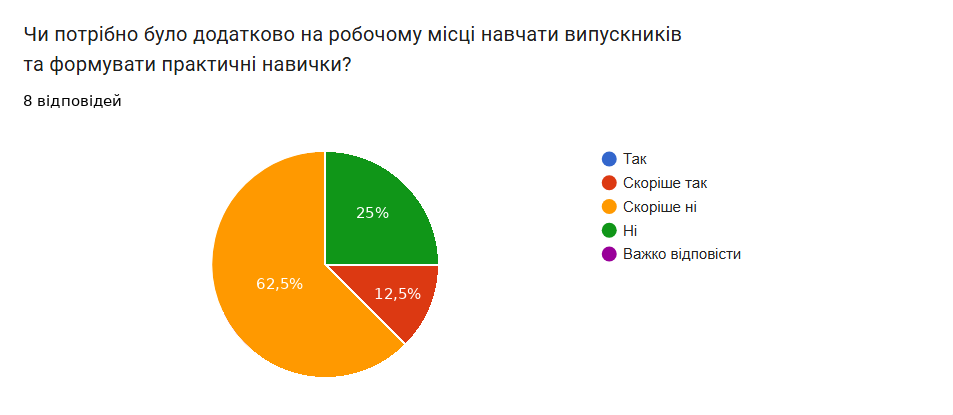 Чи потрібно було додатково на робочому місці навчати випускників
та формувати практичні навички?
8 відповідей
Так
Скоріше так
Скоріше ні
Ні
Важко відповісти
25%
12,5%
62,5%